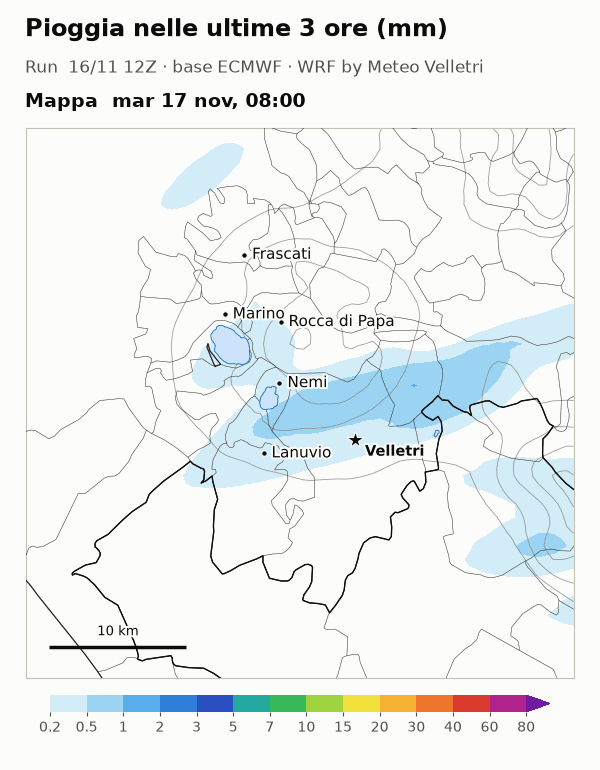 Pioggia nelle ultime 3 ore (mm)
Run  16/11 12Z · base ECMWF · WRF by Meteo Velletri
Mappa  mar 17 nov, 08:00
Frascati
Marino
Rocca di Papa
Nemi
Velletri
Lanuvio
10 km
0.2 0.5 1 2 3 5 7 10 15 20 30 40 60 80